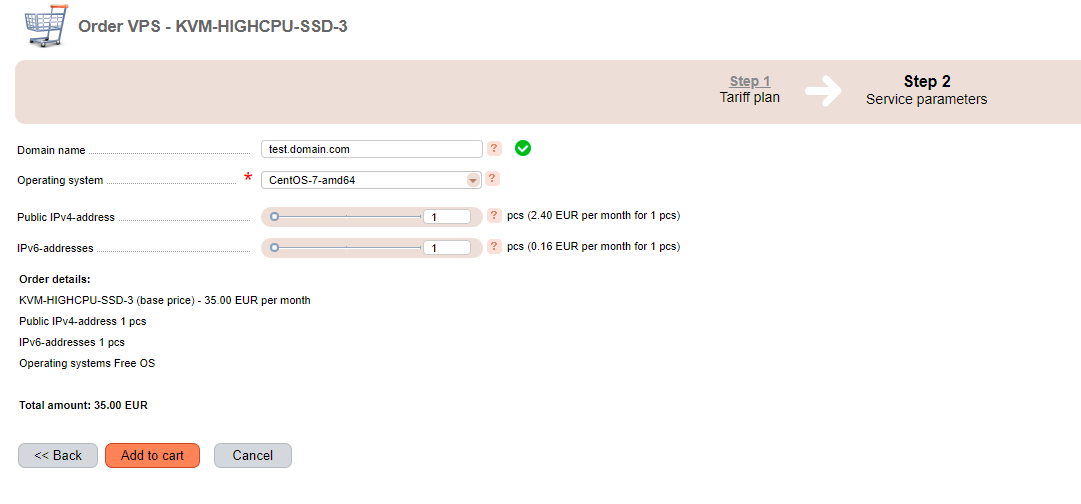 Order VPS - KVM-HIGHCPU-SSD-3
Step 1
Tariff plan
Step 2
Service parameters
Domain name test.domain.com ?
Operating system * CentOS-7-amd64 ?
Public IPv4-address 1 ? pcs (2.40 EUR per month for 1 pcs)
IPv6-addresses 1 ? pcs (0.16 EUR per month for 1 pcs)
Order details:
KVM-HIGHCPU-SSD-3 (base price) - 35.00 EUR per month
Public IPv4-address 1 pcs
IPv6-addresses 1 pcs
Operating systems Free OS
Total amount: 35.00 EUR
<< Back Add to cart Cancel